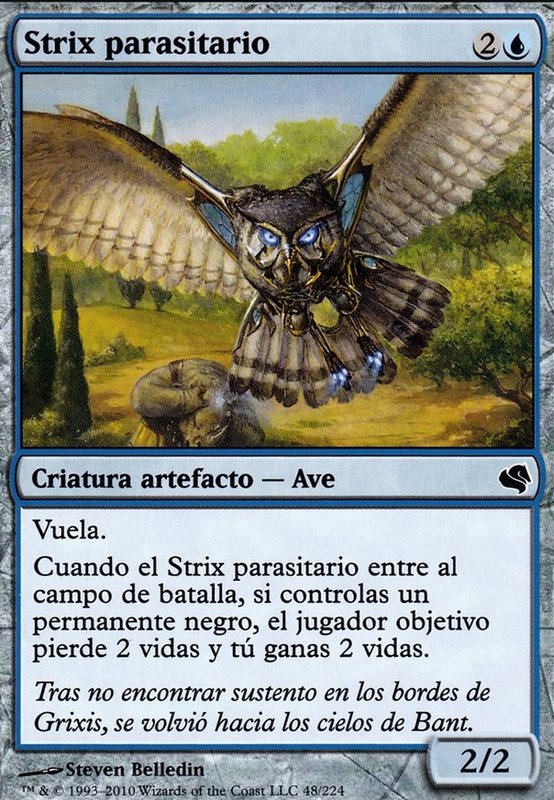 Strix parasitario 2
Criatura artefacto — Ave
Vuela.
Cuando el Strix parasitario entre al
campo de batalla, si controlas un
permanente negro, el jugador objetivo
pierde 2 vidas y tú ganas 2 vidas.
Tras no encontrar sustento en los bordes de
Grixis, se volvió hacia los cielos de Bant.
2/2
Steven Belledin
™ & © 1993–2010 Wizards of the Coast LLC 48/224